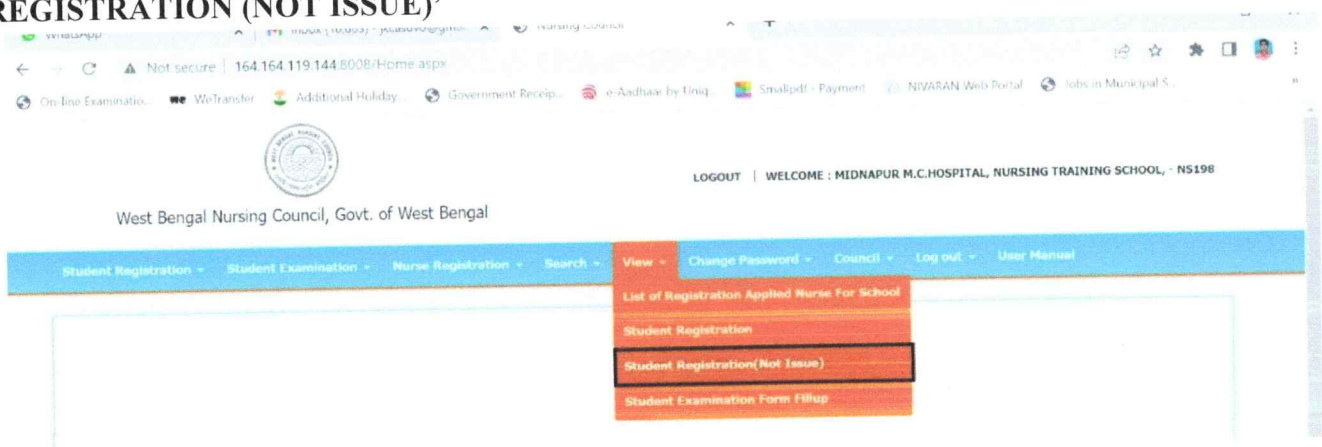 REGISTRATION (NOT ISSUE)'
WhatsApp
Nursing Council
Not secure | 164.164.119.144:8008/Home.aspx
On-line Examinatio... WeTransfer Additional Holiday... Government Receip... e-Aadhaar by Uniq... Smallpdf - Payment NIVARAN Web Portal Jobs in Municipal S...
LOGOUT | WELCOME : MIDNAPUR M.C.HOSPITAL, NURSING TRAINING SCHOOL, - NS198
West Bengal Nursing Council, Govt. of West Bengal
Student Registration Student Examination Nurse Registration Search View Change Password Council Log out User Manual
List of Registration Applied Nurse For School
Student Registration
Student Registration(Not Issue)
Student Examination Form Fillup